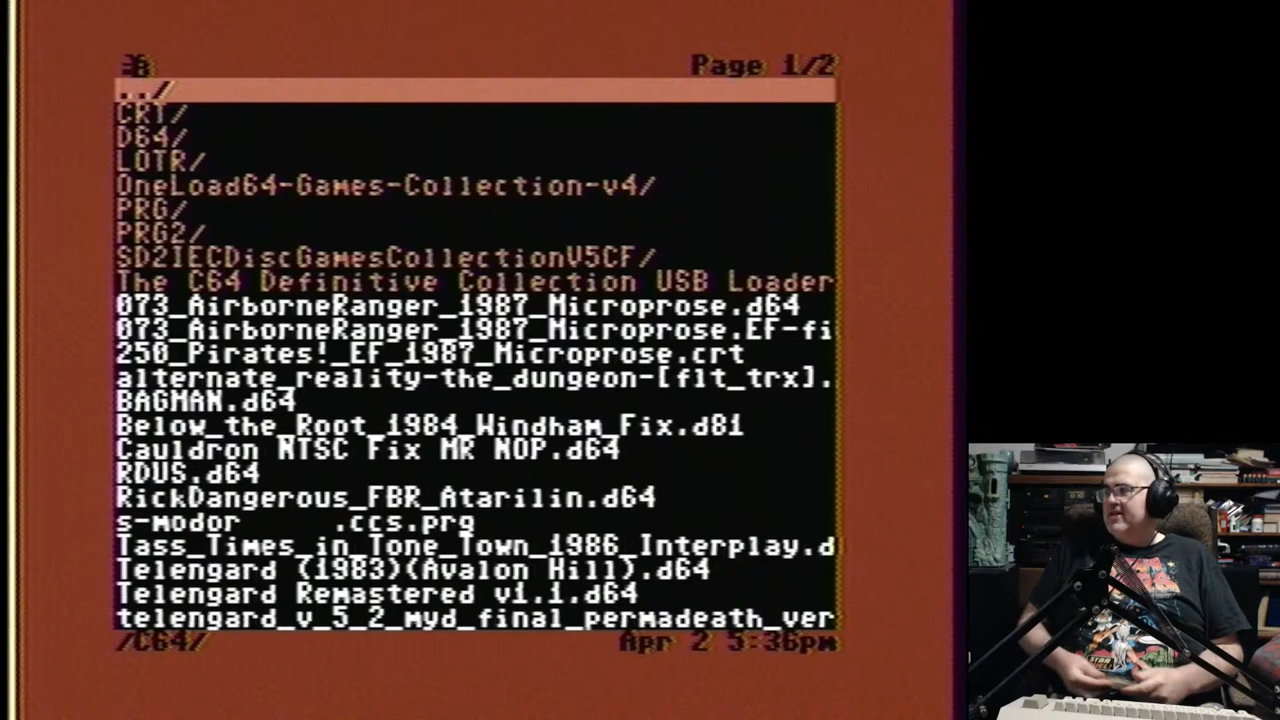 Page 1/2
../
CRT/
D64/
LOTR/
OneLoad64-Games-Collection-v4/
PRG/
PRG2/
SD2IECDiscGamesCollectionV5CF/
The C64 Definitive Collection USB Loader
073_AirborneRanger_1987_Microprose.d64
073_AirborneRanger_1987_Microprose.EF-fi
250_Pirates!_EF_1987_Microprose.crt
alternate_reality-the_dungeon-[flt_trx].
BAGMAN.d64
Below_the_Root_1984_Windham_Fix.d81
Cauldron NTSC Fix MR NOP.d64
RDUS.d64
RickDangerous_FBR_Atarilin.d64
s-modor      .ccs.prg
Tass_Times_in_Tone_Town_1986_Interplay.d
Telengard (1983)(Avalon Hill).d64
Telengard Remastered v1.1.d64
telengard_v_5_2_myd_final_permadeath_ver
/C64/ Apr 2 5:36pm